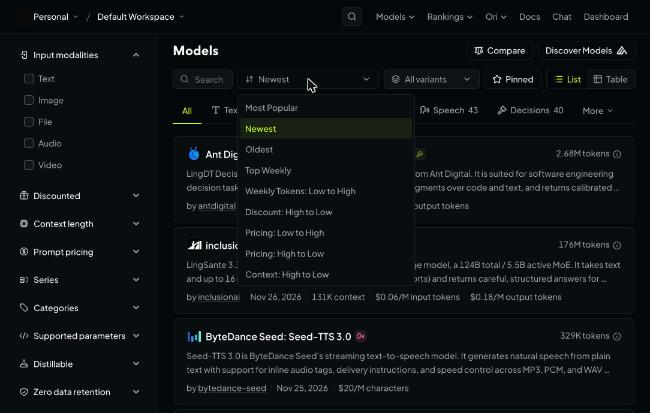 Personal / Default Workspace
Models
Rankings
Ori
Docs
Chat
Dashboard
Input modalities
Text
Image
File
Audio
Video
Discounted
Context length
Prompt pricing
Series
Categories
Supported parameters
Distillable
Zero data retention
Models
Compare
Discover Models
Search
Newest
All variants
Pinned
List
Table
All
Speech 43
Decisions 40
More
Most Popular
Newest
Oldest
Top Weekly
Weekly Tokens: Low to High
Discount: High to Low
Pricing: Low to High
Pricing: High to Low
Context: High to Low
2.68M tokens
LingDT
om Ant Digital. It is suitable for software engineering
decision
gments over code and text, and returns calibrated ...
by antdigital
output tokens
176M tokens
LingSante 3.
ge model, a 124B total / 5.5B active MoE. It takes text
and up to 16
orts) and returns careful, structured answers for ...
by inclusionai Nov 26, 2026 131K context $0.06/M input tokens $0.18/M output tokens
ByteDance Seed: Seed-TTS 3.0
329K tokens
Seed-TTS 3.0 is ByteDance Seed's streaming text-to-speech model. It generates natural speech from plain
text with support for inline audio tags, delivery instructions, and speed control across MP3, PCM, and WAV ...
by bytedance-seed Nov 25, 2026 $20/M characters